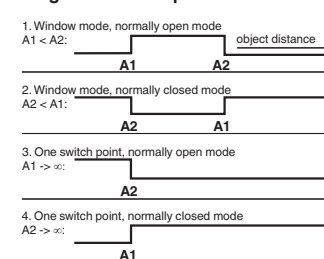 1. Window mode, normally open mode
A1 < A2:
object distance
A1 A2
2. Window mode, normally closed mode
A2 < A1:
A2 A1
3. One switch point, normally open mode
A1 -> ∞:
A2
4. One switch point, normally closed mode
A2 -> ∞:
A1